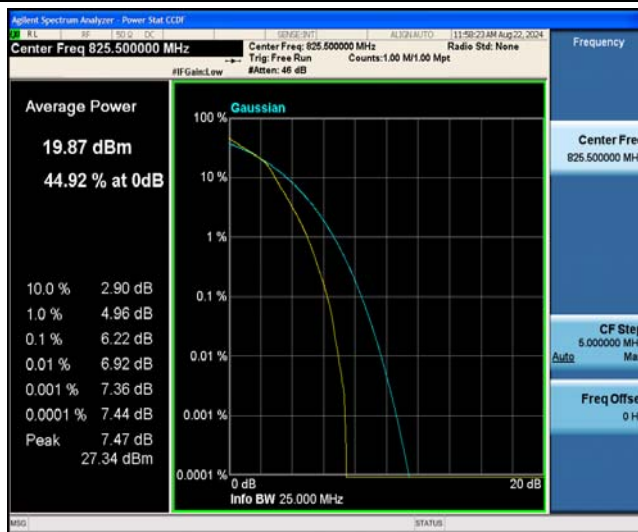 Agilent Spectrum Analyzer - Power Stat CCDF
RL RF 50 Ω DC SENSE:INT ALIGN AUTO 11:58:23 AM Aug 22, 2024
Center Freq 825.500000 MHz
Center Freq: 825.500000 MHz Radio Std: None
Trig: Free Run Counts:1.00 M/1.00 Mpt
#IFGain:Low #Atten: 46 dB
Frequency
Average Power
19.87 dBm
44.92 % at 0dB
10.0 % 2.90 dB
1.0 % 4.96 dB
0.1 % 6.22 dB
0.01 % 6.92 dB
0.001 % 7.36 dB
0.0001 % 7.44 dB
Peak 7.47 dB
27.34 dBm
Gaussian
100 %
10 %
1 %
0.1 %
0.01 %
0.001 %
0.0001 %
0 dB 20 dB
Info BW 25.000 MHz
Center Fre
825.500000 MH
CF Ste
5.000000 MH
Auto Ma
Freq Offse
0 H
MSG STATUS